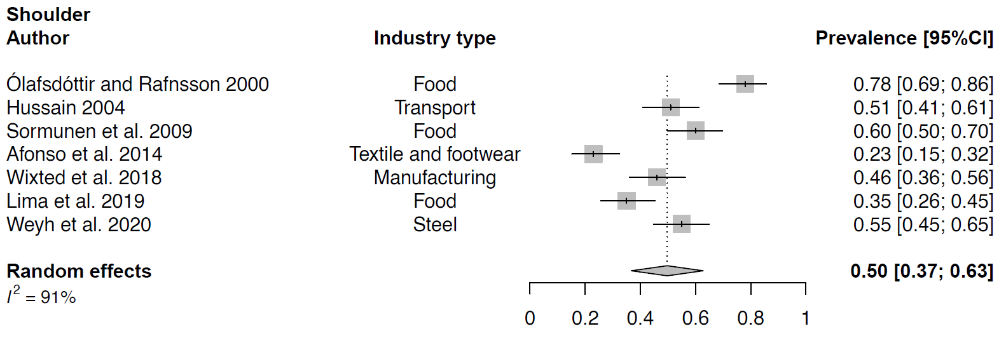 Shoulder
Author Industry type Prevalence [95%CI]
Ólafsdóttir and Rafnsson 2000 Food 0.78 [0.69; 0.86]
Hussain 2004 Transport 0.51 [0.41; 0.61]
Sormunen et al. 2009 Food 0.60 [0.50; 0.70]
Afonso et al. 2014 Textile and footwear 0.23 [0.15; 0.32]
Wixted et al. 2018 Manufacturing 0.46 [0.36; 0.56]
Lima et al. 2019 Food 0.35 [0.26; 0.45]
Weyh et al. 2020 Steel 0.55 [0.45; 0.65]
Random effects 0.50 [0.37; 0.63]
I² = 91%
0 0.2 0.4 0.6 0.8 1